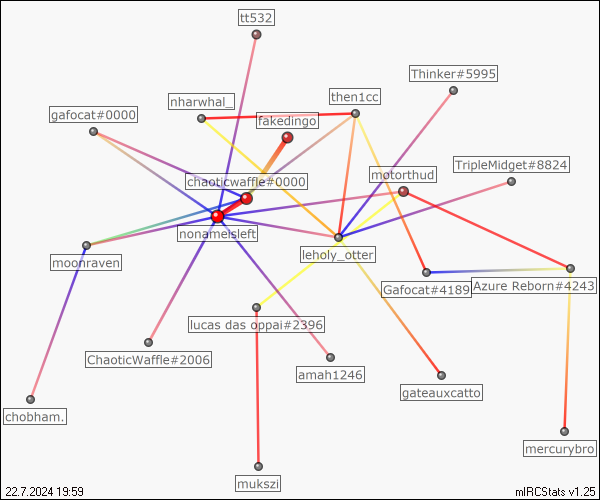 tt532
Thinker#5995
then1cc
nharwhal_
gafocat#0000
fakedingo
TripleMidget#8824
motorthud
chaoticwaffle#0000
nonameisleft
leholy_otter
moonraven
Gafocat#4189
Azure Reborn#4243
lucas das oppai#2396
ChaoticWaffle#2006
amah1246
gateauxcatto
chobham.
mercurybro
mukszi
22.7.2024 19:59
mIRCStats v1.25